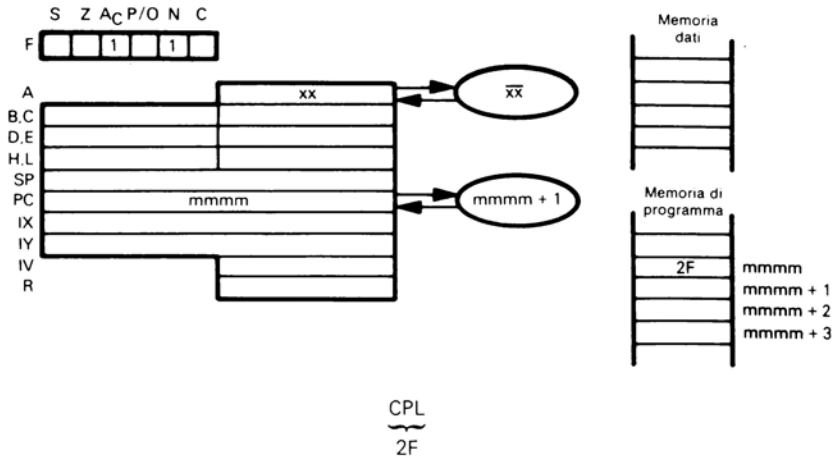 S Z AC P/O N C
F 1 1
A xx x̅x̅
B,C
D,E
H,L
SP
PC mmmm mmmm + 1
IX
IY
IV
R
Memoria
dati
Memoria di
programma
2F mmmm
mmmm + 1
mmmm + 2
mmmm + 3
CPL
2F